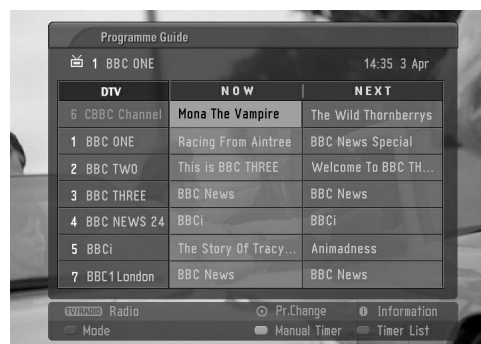 Programme Guide
1 BBC ONE 14:35 3 Apr
DTV NOW NEXT
6 CBBC Channel Mona The Vampire The Wild Thornberrys
1 BBC ONE Racing From Aintree BBC News Special
2 BBC TWO This is BBC THREE Welcome To BBC TH...
3 BBC THREE BBC News BBC News
4 BBC NEWS 24 BBCi BBCi
5 BBCi The Story Of Tracy... Animadness
7 BBC1 London BBC News BBC News
TV/RADIO Radio Pr.Change i Information
Mode Manual Timer Timer List